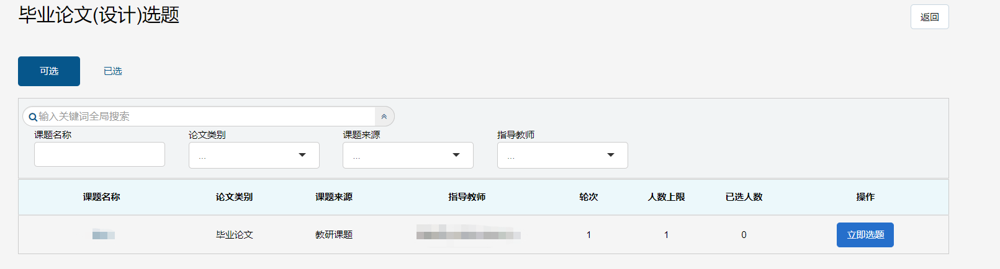 毕业论文(设计)选题
返回
可选 已选
输入关键词全局搜索
课题名称 论文类别 课题来源 指导教师
... ... ...
课题名称 论文类别 课题来源 指导教师 轮次 人数上限 已选人数 操作
毕业论文 教研课题 1 1 0 立即选题